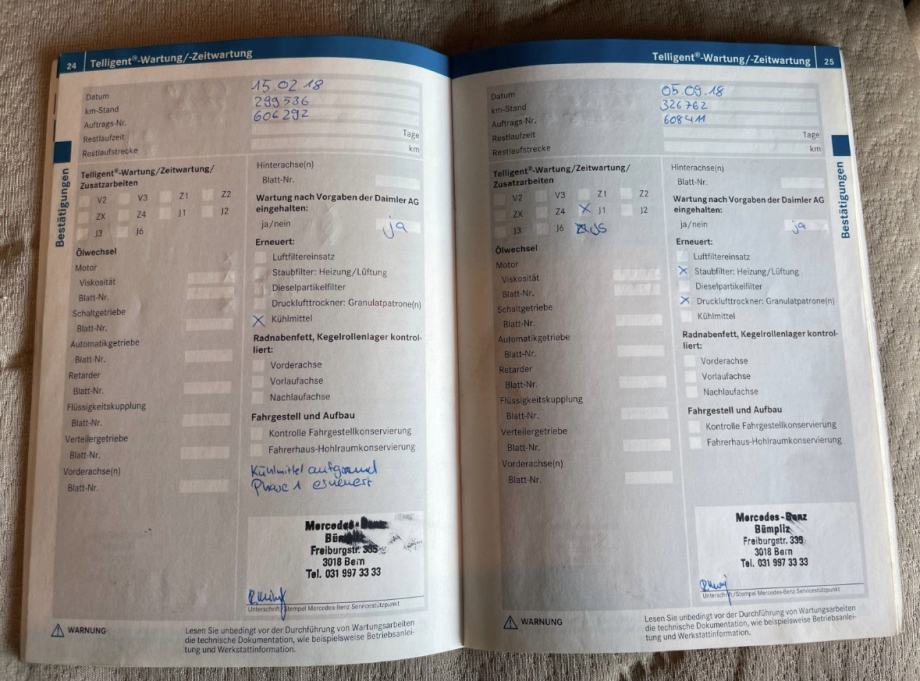 24 Telligent®-Wartung/-Zeitwartung
Datum 15.02.18
km-Stand 299536
Auftrags-Nr. 606292
Restlaufzeit Tage
Restlaufstrecke km
Bestätigungen
Telligent®-Wartung/Zeitwartung/
Zusatzarbeiten
V2 V3 Z1 Z2
ZX Z4 J1 J2
J3 J6
Ölwechsel
Motor
Viskosität
Blatt-Nr.
Schaltgetriebe
Blatt-Nr.
Automatikgetriebe
Blatt-Nr.
Retarder
Blatt-Nr.
Flüssigkeitskupplung
Blatt-Nr.
Verteilergetriebe
Blatt-Nr.
Vorderachse(n)
Blatt-Nr.
Hinterachse(n)
Blatt-Nr.
Wartung nach Vorgaben der Daimler AG
eingehalten:
ja/nein ja
Erneuert:
Luftfiltereinsatz
Staubfilter: Heizung/Lüftung
Dieselpartikelfilter
Drucklufttrockner: Granulatpatrone(n)
X Kühlmittel
Radnabenfett, Kegelrollenlager kontrol-
liert:
Vorderachse
Vorlaufachse
Nachlaufachse
Fahrgestell und Aufbau
Kontrolle Fahrgestellkonservierung
Fahrerhaus-Hohlraumkonservierung
Kühlmittel aufgrund
Phase 1 erneuert
Mercedes-Benz
Freiburgstr.
3018 Bern
Tel. 031 997 33 33
Unterschrift/Stempel Mercedes-Benz Servicestützpunkt
WARNUNG
Lesen Sie unbedingt vor der Durchführung von Wartungsarbeiten
die technische Dokumentation, wie beispielsweise Betriebsanlei-
tung und Werkstattinformation.
Telligent®-Wartung/-Zeitwartung 25
Datum 05.09.18
km-Stand 326762
Auftrags-Nr. 608411
Restlaufzeit Tage
Restlaufstrecke km
Bestätigungen
Telligent®-Wartung/Zeitwartung/
Zusatzarbeiten
V2 V3 Z1 Z2
ZX Z4 X J1 J2
J3 J6 J5
Ölwechsel
Motor
Viskosität
Blatt-Nr.
Schaltgetriebe
Blatt-Nr.
Automatikgetriebe
Blatt-Nr.
Retarder
Blatt-Nr.
Flüssigkeitskupplung
Blatt-Nr.
Verteilergetriebe
Blatt-Nr.
Vorderachse(n)
Blatt-Nr.
Hinterachse(n)
Blatt-Nr.
Wartung nach Vorgaben der Daimler AG
eingehalten:
ja/nein ja
Erneuert:
Luftfiltereinsatz
X Staubfilter: Heizung/Lüftung
Dieselpartikelfilter
X Drucklufttrockner: Granulatpatrone(n)
Kühlmittel
Radnabenfett, Kegelrollenlager kontrol-
liert:
Vorderachse
Vorlaufachse
Nachlaufachse
Fahrgestell und Aufbau
Kontrolle Fahrgestellkonservierung
Fahrerhaus-Hohlraumkonservierung
Mercedes-Benz
Bümpliz
Freiburgstr. 339
3018 Bern
Tel. 031 997 33 33
Unterschrift/Stempel Mercedes-Benz Servicestützpunkt
WARNUNG
Lesen Sie unbedingt vor der Durchführung von Wartungsarbeiten
die technische Dokumentation, wie beispielsweise Betriebsanlei-
tung und Werkstattinformation.